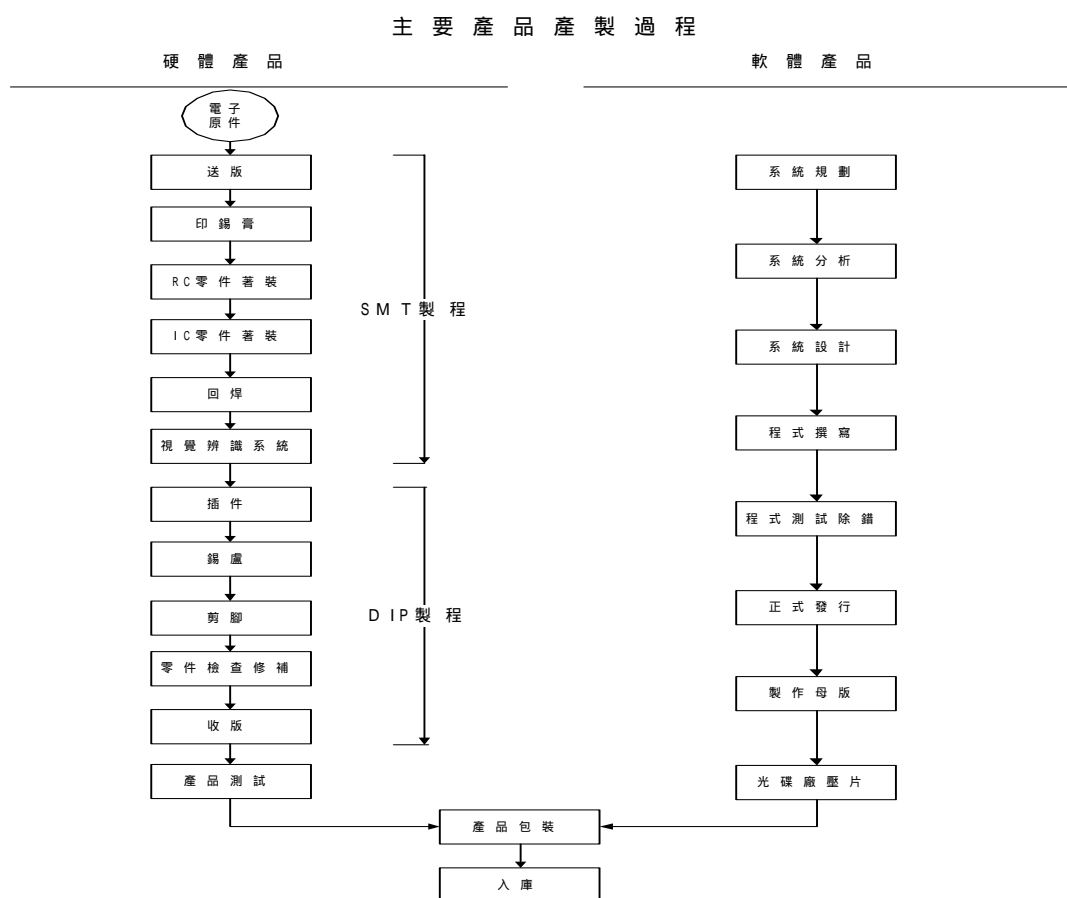 主要產品產製過程
硬體產品
電子
原件
送版
印錫膏
RC零件著裝
IC零件著裝
回焊
視覺辨識系統
SMT製程
插件
錫盧
剪腳
零件檢查修補
收版
DIP製程
產品測試
軟體產品
系統規劃
系統分析
系統設計
程式撰寫
程式測試除錯
正式發行
製作母版
光碟廠壓片
產品包裝
入庫